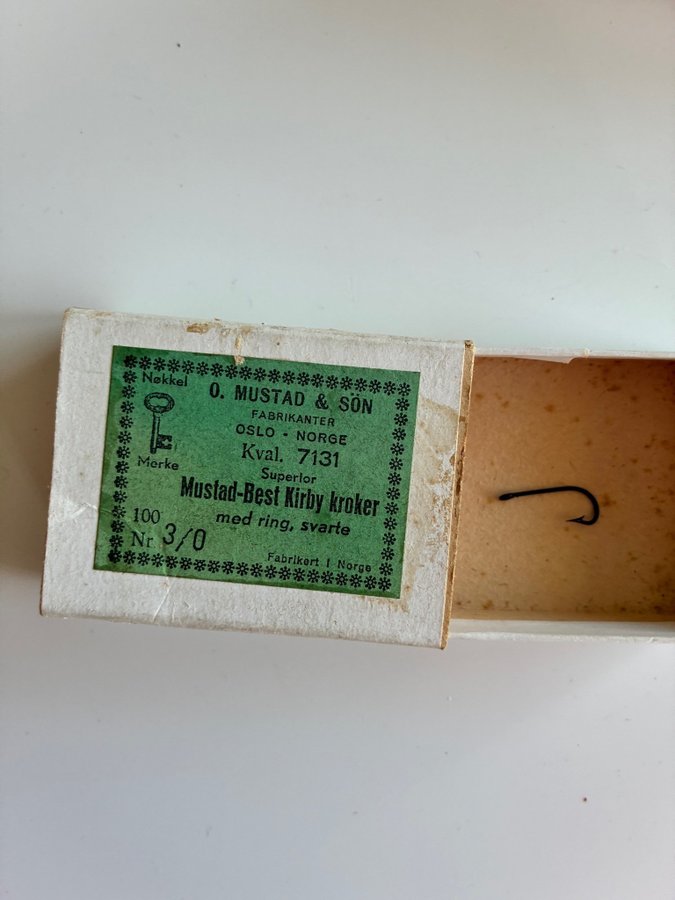 Nøkkel
Merke
O. MUSTAD & SÖN
FABRIKANTER
OSLO - NORGE
Kval. 7131
Superior
Mustad-Best Kirby kroker
med ring, svarte
100
Nr 3/0
Fabrikert i Norge